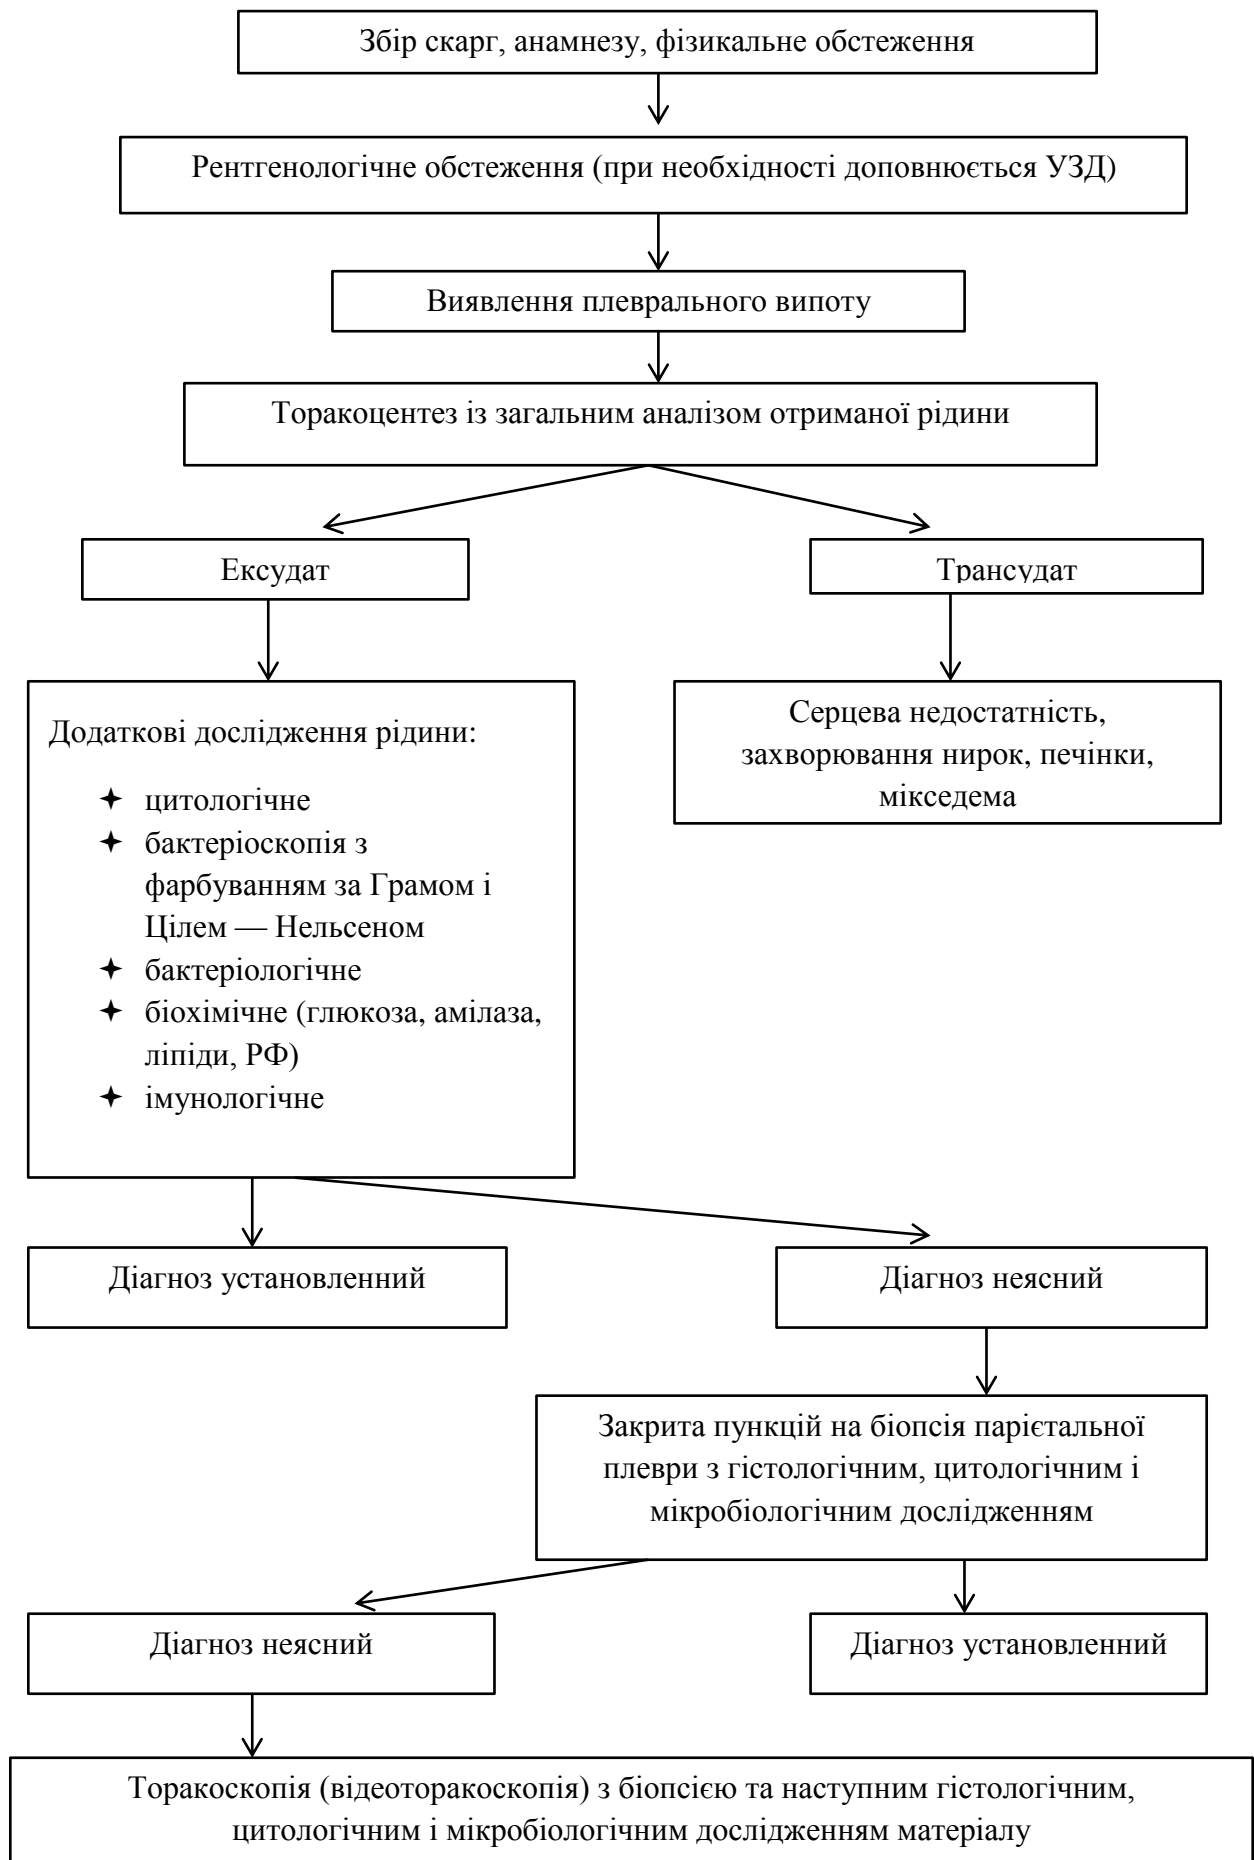 Збір скарг, анамнезу, фізикальне обстеження
Рентгенологічне обстеження (при необхідності доповнюється УЗД)
Виявлення плеврального випоту
Торакоцентез із загальним аналізом отриманої рідини
Ексудат
Трансудат
Додаткові дослідження рідини:
цитологічне
бактеріоскопія з
фарбуванням за Грамом і
Цілем — Нельсеном
бактеріологічне
біохімічне (глюкоза, амілаза,
ліпіди, РФ)
імунологічне
Серцева недостатність,
захворювання нирок, печінки,
мікседема
Діагноз установленний
Діагноз неясний
Закрита пункцій на біопсія парієтальної
плеври з гістологічним, цитологічним і
мікробіологічним дослідженням
Діагноз неясний
Діагноз установленний
Торакоскопія (відеоторакоскопія) з біопсією та наступним гістологічним,
цитологічним і мікробіологічним дослідженням матеріалу